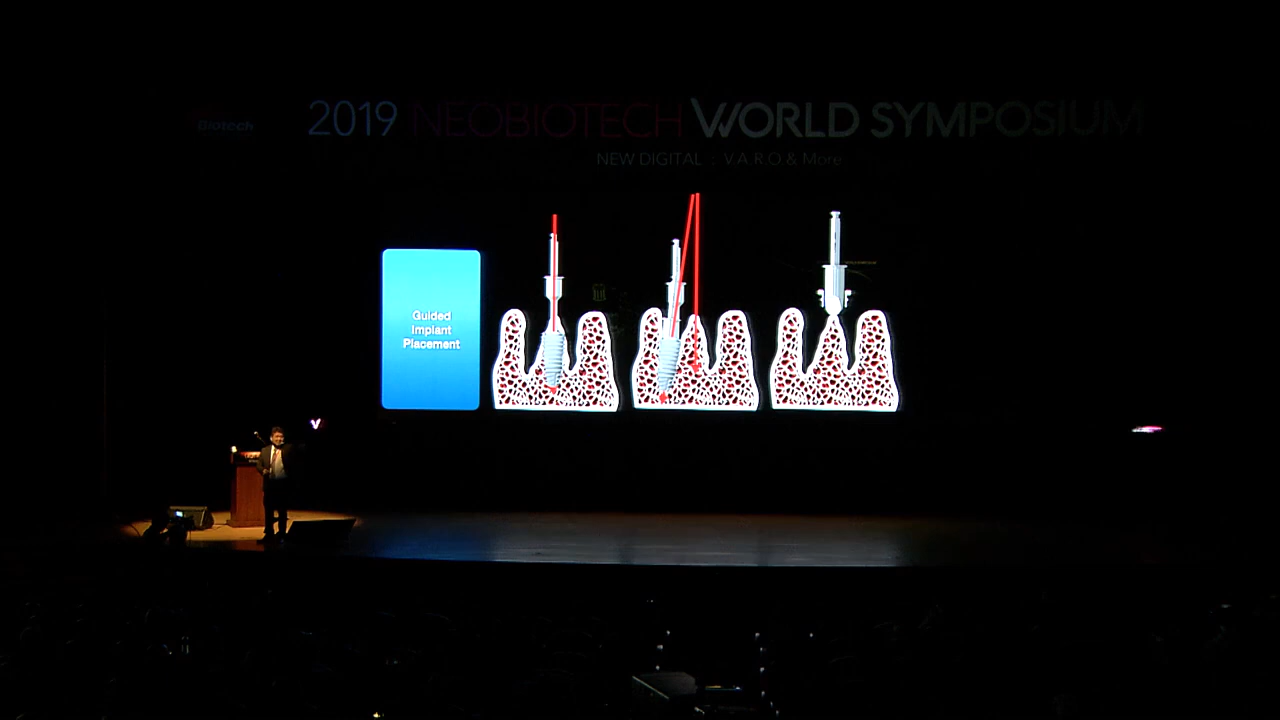 Biotech
2019 NEOBIOTECH WORLD SYMPOSIUM
NEW DIGITAL : V.A.R.O & More
Guided
Implant
Placement
V